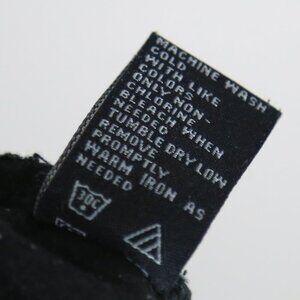 MACHINE WASH
COLD
WITH LIKE
COLORS
ONLY NON-
CHLORINE
BLEACH WHEN
NEEDED
TUMBLE DRY LOW
REMOVE
PROMPTLY
WARM IRON AS
NEEDED
30C